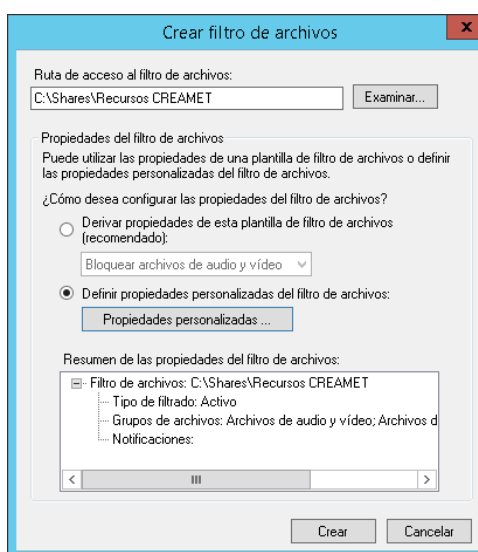 Crear filtro de archivos
x
Ruta de acceso al filtro de archivos:
C:\Shares\Recursos CREAMET
Examinar...
Propiedades del filtro de archivos
Puede utilizar las propiedades de una plantilla de filtro de archivos o definir
las propiedades personalizadas del filtro de archivos.
¿Cómo desea configurar las propiedades del filtro de archivos?
Derivar propiedades de esta plantilla de filtro de archivos
(recomendado):
Bloquear archivos de audio y vídeo
Definir propiedades personalizadas del filtro de archivos:
Propiedades personalizadas ...
Resumen de las propiedades del filtro de archivos:
Filtro de archivos: C:\Shares\Recursos CREAMET
Tipo de filtrado: Activo
Grupos de archivos: Archivos de audio y vídeo; Archivos d
Notificaciones:
Crear
Cancelar